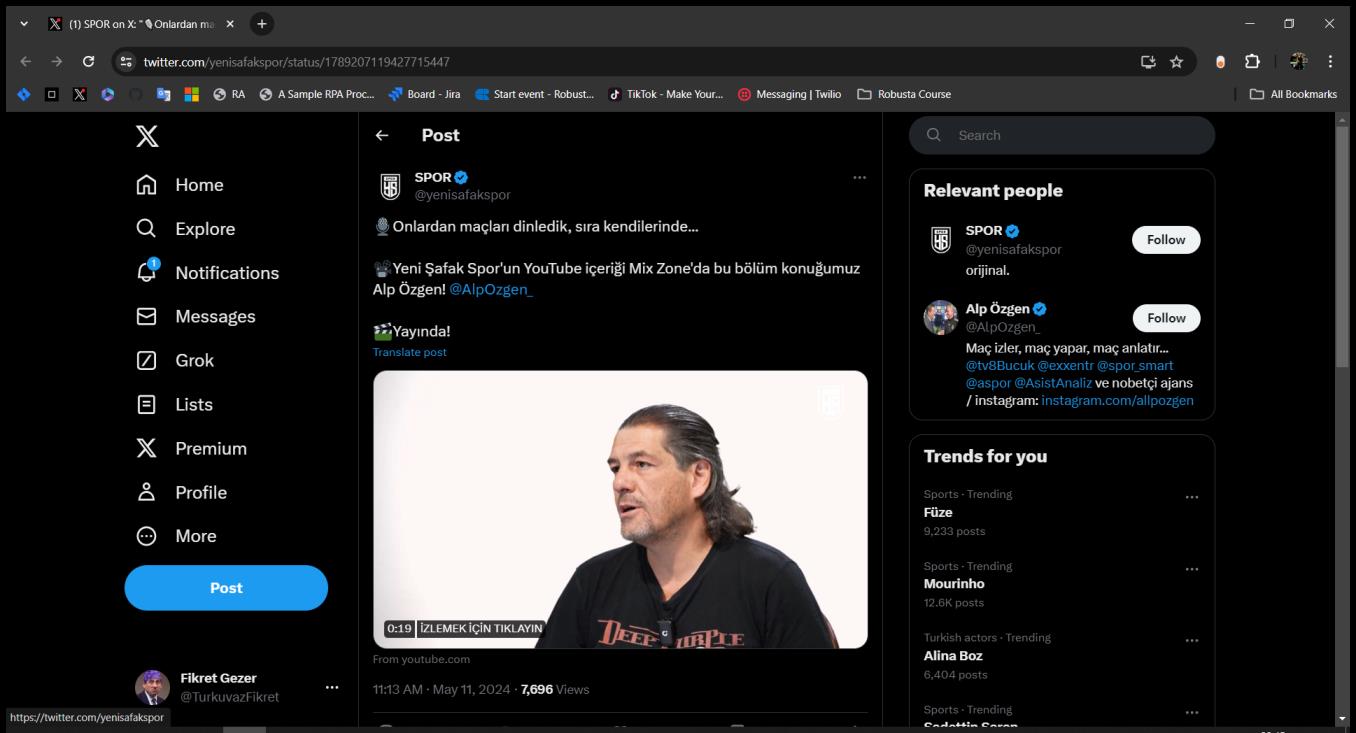 (1) SPOR on X: "🎙Onlardan ma
twitter.com/yenisafakspor/status/1789207119427715447
RA
A Sample RPA Proc...
Board - Jira
Start event - Robust...
TikTok - Make Your...
Messaging | Twilio
Robusta Course
All Bookmarks
Home
Explore
1
Notifications
Messages
Grok
Lists
Premium
Profile
More
Post
Fikret Gezer
@TurkuvazFikret
https://twitter.com/yenisafakspor
Post
SPOR
@yenisafakspor
🎙Onlardan maçları dinledik, sıra kendilerinde...
📽Yeni Şafak Spor'un YouTube içeriği Mix Zone'da bu bölüm konuğumuz
Alp Özgen! @AlpOzgen_
🎬Yayında!
Translate post
DEEP PURPLE
0:19 İZLEMEK İÇİN TIKLAYIN
From youtube.com
11:13 AM · May 11, 2024 · 7,696 Views
Search
Relevant people
SPOR
@yenisafakspor
Follow
orijinal.
Alp Özgen
@AlpOzgen_
Follow
Maç izler, maç yapar, maç anlatır...
@tv8Bucuk @exxentr @spor_smart
@aspor @AsistAnaliz ve nobetçi ajans
/ instagram: instagram.com/allpozgen
Trends for you
Sports · Trending
Füze
9,233 posts
Sports · Trending
Mourinho
12.6K posts
Turkish actors · Trending
Alina Boz
6,404 posts
Sports · Trending